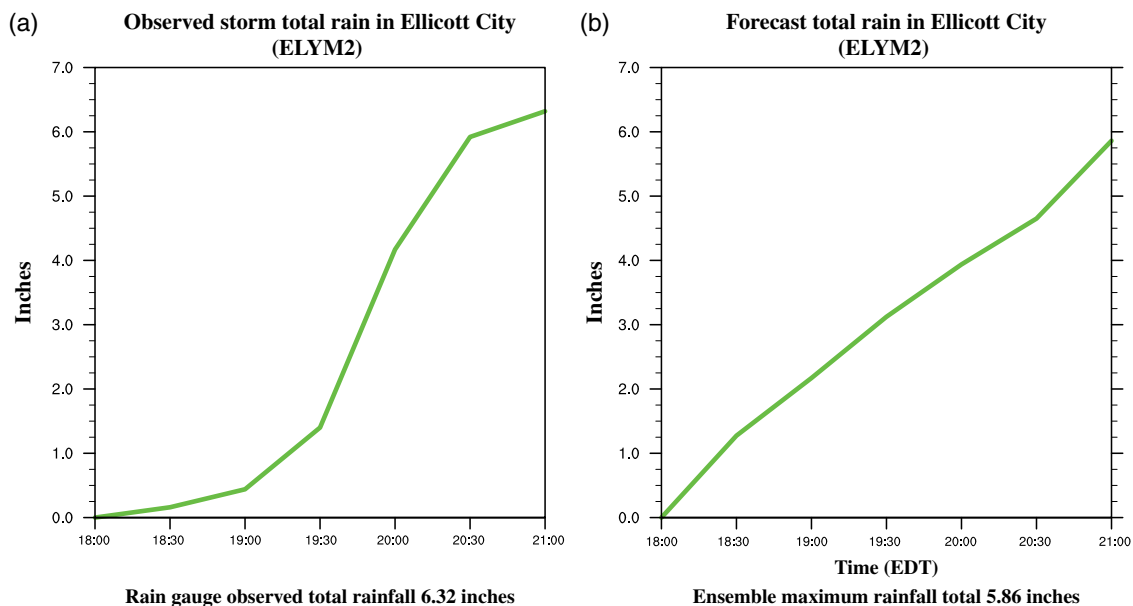 (a)
Observed storm total rain in Ellicott City
(ELYM2)
7.0
6.0
5.0
4.0
3.0
2.0
1.0
0.0
Inches
18:00 18:30 19:00 19:30 20:00 20:30 21:00
Rain gauge observed total rainfall 6.32 inches
(b)
Forecast total rain in Ellicott City
(ELYM2)
7.0
6.0
5.0
4.0
3.0
2.0
1.0
0.0
Inches
18:00 18:30 19:00 19:30 20:00 20:30 21:00
Time (EDT)
Ensemble maximum rainfall total 5.86 inches